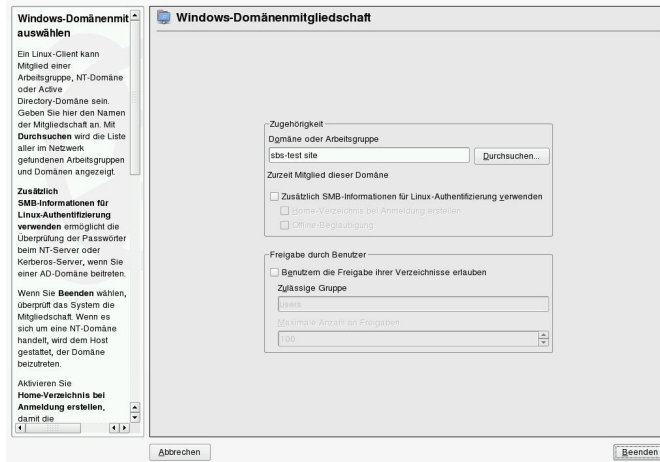 Windows-Domänenmit
auswählen
Ein Linux-Client kann
Mitglied einer
Arbeitsgruppe, NT-Domäne
oder Active
Directory-Domäne sein.
Geben Sie hier den Namen
der Mitgliedschaft an. Mit
Durchsuchen wird die Liste
aller im Netzwerk
gefundenen Arbeitsgruppen
und Domänen angezeigt.
Zusätzlich
SMB-Informationen für
Linux-Authentifizierung
verwenden ermöglicht die
Überprüfung der Passwörter
beim NT-Server oder
Kerberos-Server, wenn Sie
einer AD-Domäne beitreten.
Wenn Sie Beenden wählen,
überprüft das System die
Mitgliedschaft. Wenn es
sich um eine NT-Domäne
handelt, wird dem Host
gestattet, der Domäne
beizutreten.
Aktivieren Sie
Home-Verzeichnis bei
Anmeldung erstellen,
damit die
Windows-Domänenmitgliedschaft
Zugehörigkeit
Domäne oder Arbeitsgruppe
sbs-test site
Durchsuchen...
Zurzeit Mitglied dieser Domäne
Zusätzlich SMB-Informationen für Linux-Authentifizierung verwenden
Home-Verzeichnis bei Anmeldung erstellen
Offline-Beglaubigung
Freigabe durch Benutzer
Benutzern die Freigabe ihrer Verzeichnisse erlauben
Zulässige Gruppe
users
Maximale Anzahl an Freigaben
100
Abbrechen
Beenden